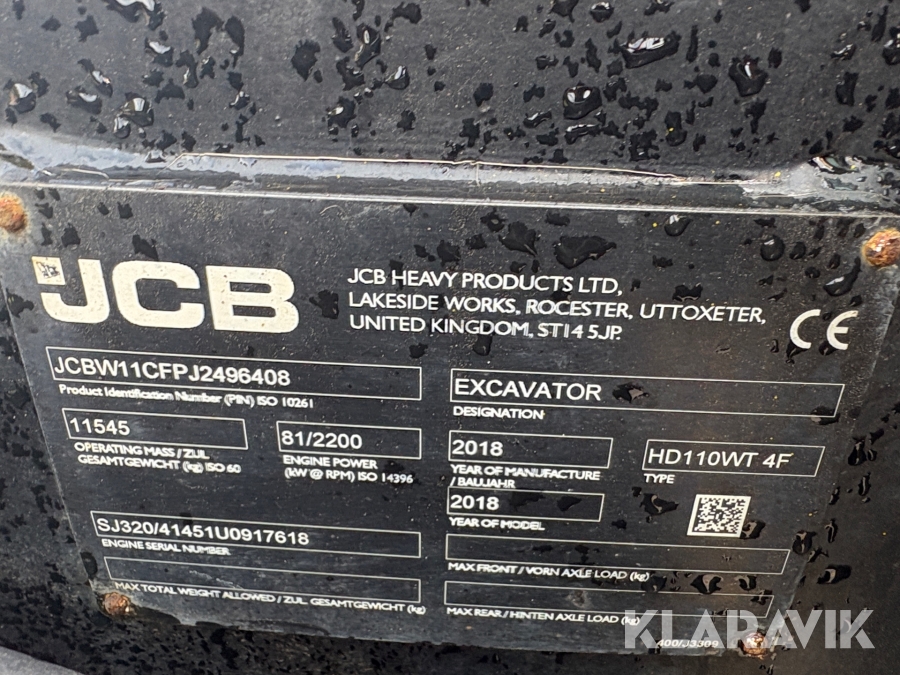 JCB
JCB HEAVY PRODUCTS LTD,
LAKESIDE WORKS, ROCESTER, UTTOXETER,
UNITED KINGDOM, ST14 5JP.
CE
JCBW11CFPJ2496408
Product Identification Number (PIN) ISO 10261
EXCAVATOR
DESIGNATION
11545
OPERATING MASS / ZUL.
GESAMTGEWICHT (kg) ISO 60
81/2200
ENGINE POWER
(kW @ RPM) ISO 14396
2018
YEAR OF MANUFACTURE
/ BAUJAHR
HD110WT 4F
TYPE
2018
YEAR OF MODEL
SJ320/41451U0917618
ENGINE SERIAL NUMBER
MAX FRONT / VORN AXLE LOAD (kg)
MAX TOTAL WEIGHT ALLOWED / ZUL. GESAMTGEWICHT (kg)
MAX REAR / HINTEN AXLE LOAD (kg)
400/J3309
KLARAVIK